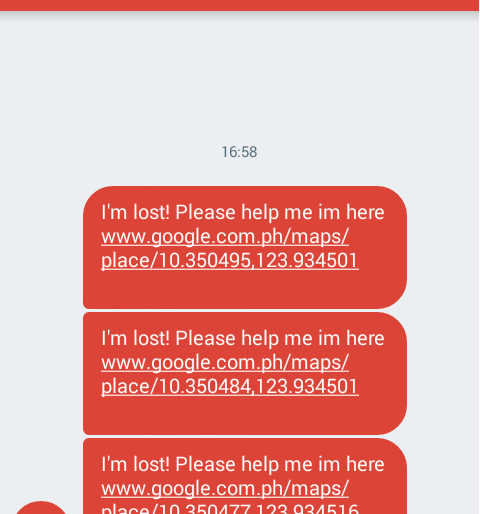 16:58
I'm lost! Please help me im here
www.google.com.ph/maps/
place/10.350495,123.934501
I'm lost! Please help me im here
www.google.com.ph/maps/
place/10.350484,123.934501
I'm lost! Please help me im here
www.google.com.ph/maps/
place/10.350477,123.934516